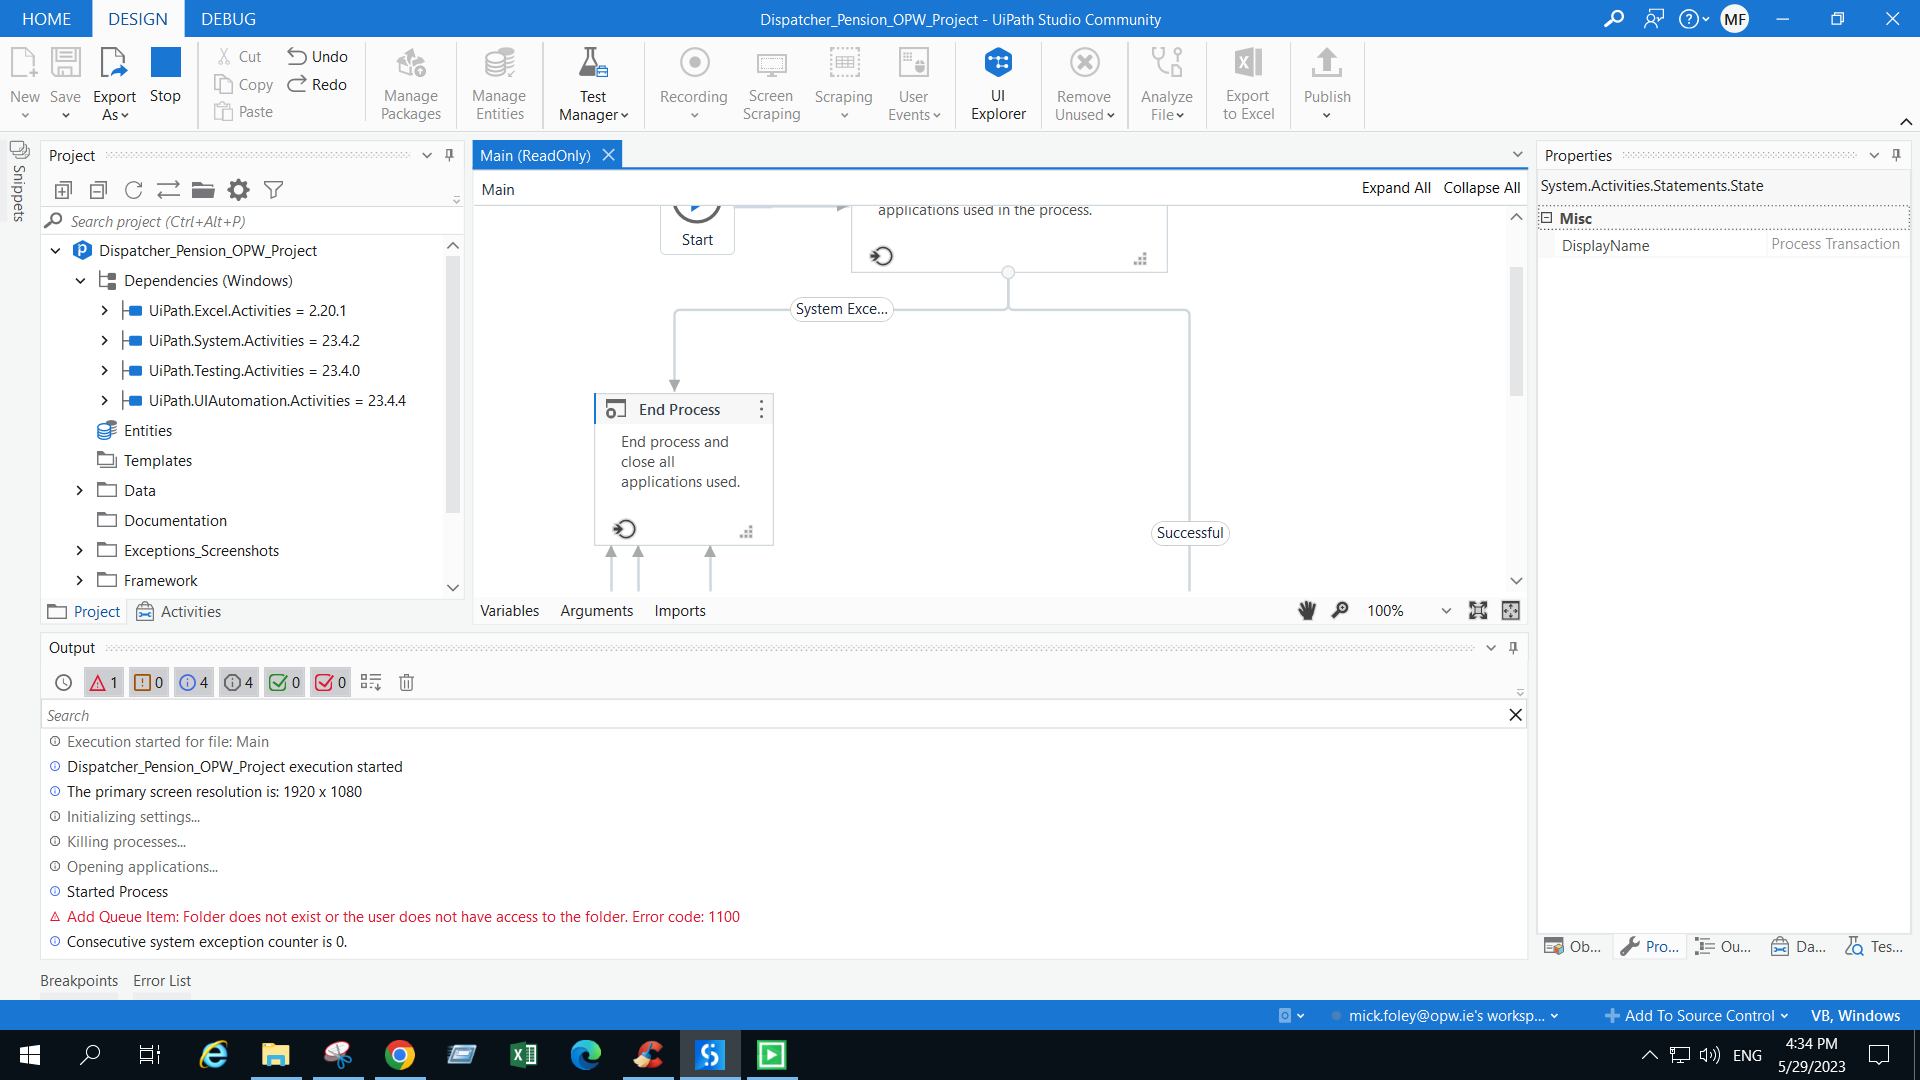 HOME
DESIGN
DEBUG
Dispatcher_Pension_OPW_Project - UiPath Studio Community
MF
New
Save
Export
As
Stop
Cut
Copy
Paste
Undo
Redo
Manage
Packages
Manage
Entities
Test
Manager
Recording
Screen
Scraping
Scraping
User
Events
UI
Explorer
Remove
Unused
Analyze
File
Export
to Excel
Publish
Snippets
Project
Search project (Ctrl+Alt+P)
Dispatcher_Pension_OPW_Project
Dependencies (Windows)
UiPath.Excel.Activities = 2.20.1
UiPath.System.Activities = 23.4.2
UiPath.Testing.Activities = 23.4.0
UiPath.UIAutomation.Activities = 23.4.4
Entities
Templates
Data
Documentation
Exceptions_Screenshots
Framework
Project
Activities
Main (ReadOnly)
Main
Expand All
Collapse All
Start
applications used in the process.
System Exce...
End Process
End process and
close all
applications used.
Successful
Variables
Arguments
Imports
100%
Properties
System.Activities.Statements.State
Misc
DisplayName
Process Transaction
Output
1
0
4
4
0
0
Search
Execution started for file: Main
Dispatcher_Pension_OPW_Project execution started
The primary screen resolution is: 1920 x 1080
Initializing settings...
Killing processes...
Opening applications...
Started Process
Add Queue Item: Folder does not exist or the user does not have access to the folder. Error code: 1100
Consecutive system exception counter is 0.
Ob...
Pro...
Ou...
Da...
Tes...
Breakpoints
Error List
mick.foley@opw.ie's worksp...
Add To Source Control
VB, Windows
ENG
4:34 PM
5/29/2023